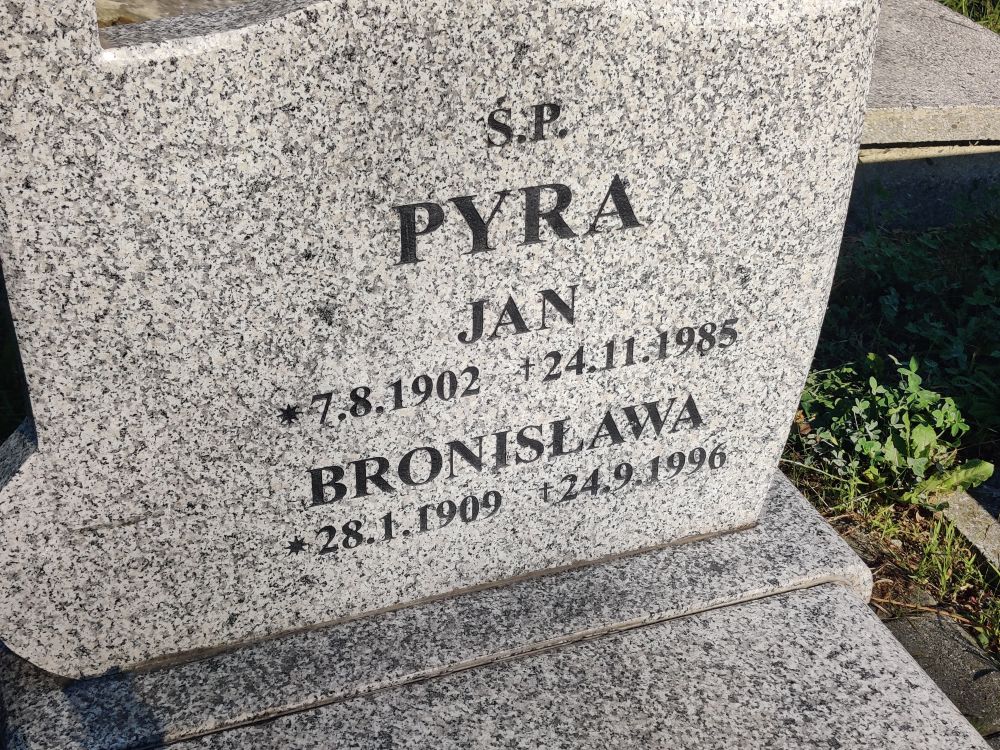 Ś.P.
PYRA
JAN
*7.8.1902 †24.11.1985
BRONISŁAWA
*28.1.1909 †24.9.1996